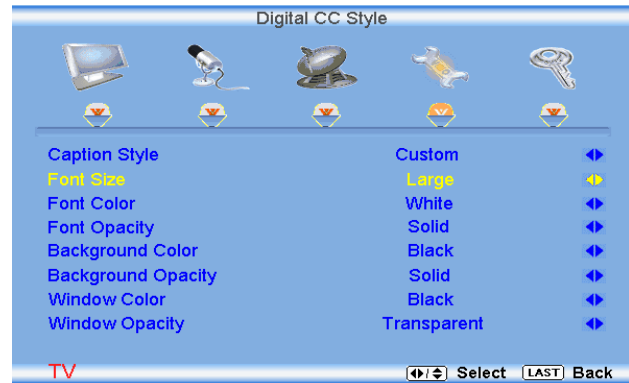 Digital CC Style
Caption Style Custom
Font Size Large
Font Color White
Font Opacity Solid
Background Color Black
Background Opacity Solid
Window Color Black
Window Opacity Transparent
TV Select LAST Back